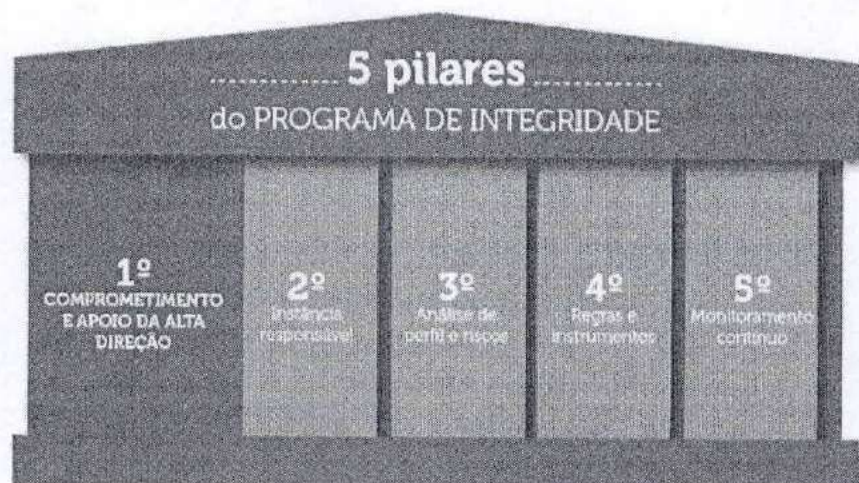 5 pilares
do PROGRAMA DE INTEGRIDADE
1º
COMPROMETIMENTO
E APOIO DA ALTA
DIREÇÃO
2º
Instância
responsável
3º
Análise de
perfil e riscos
4º
Regras e
instrumentos
5º
Monitoramento
contínuo